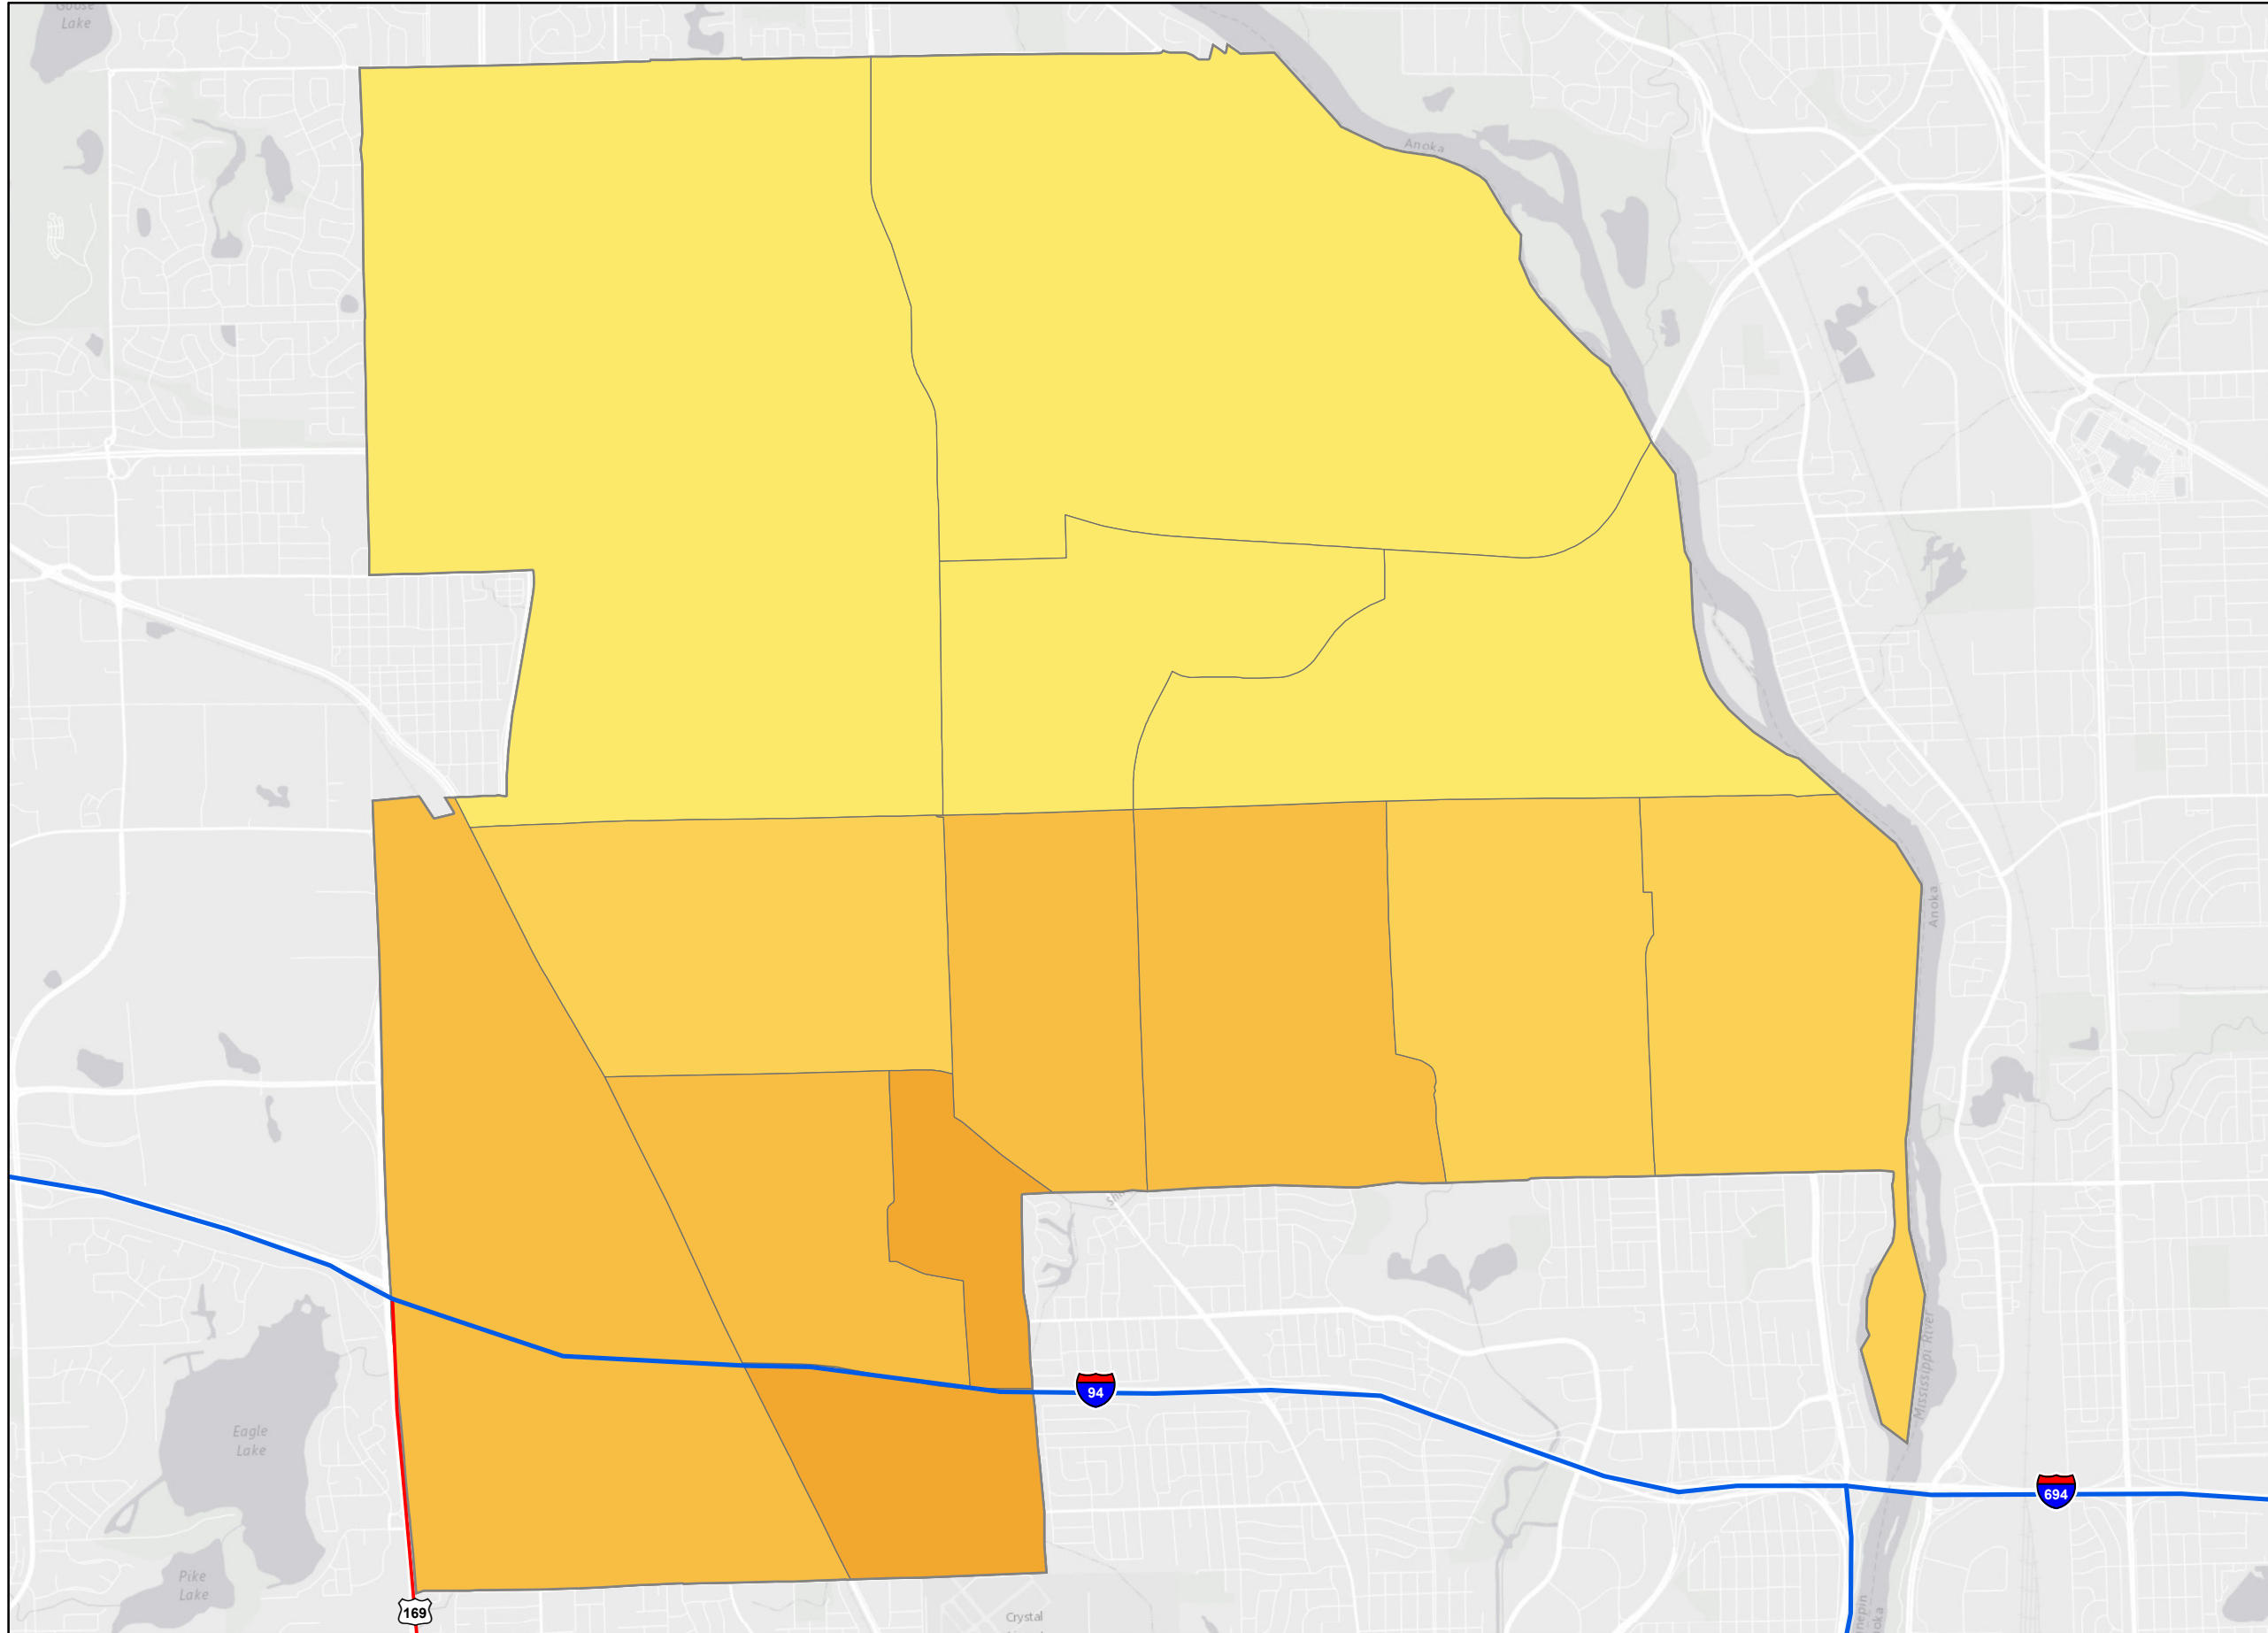 Goose
Lake
Anoka
Anoka
Mississippi River
94
Eagle
Lake
694
Pike
Lake
169
Crystal